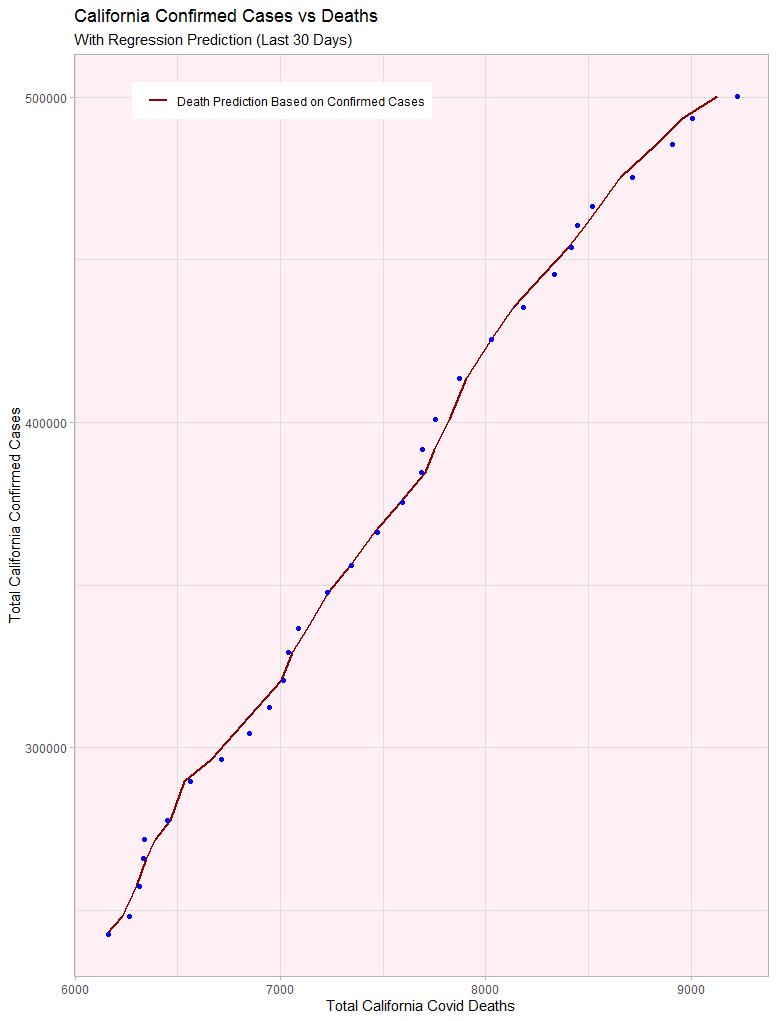 California Confirmed Cases vs Deaths
With Regression Prediction (Last 30 Days)
Death Prediction Based on Confirmed Cases
500000
400000
300000
Total California Confirmed Cases
6000
7000
8000
9000
Total California Covid Deaths